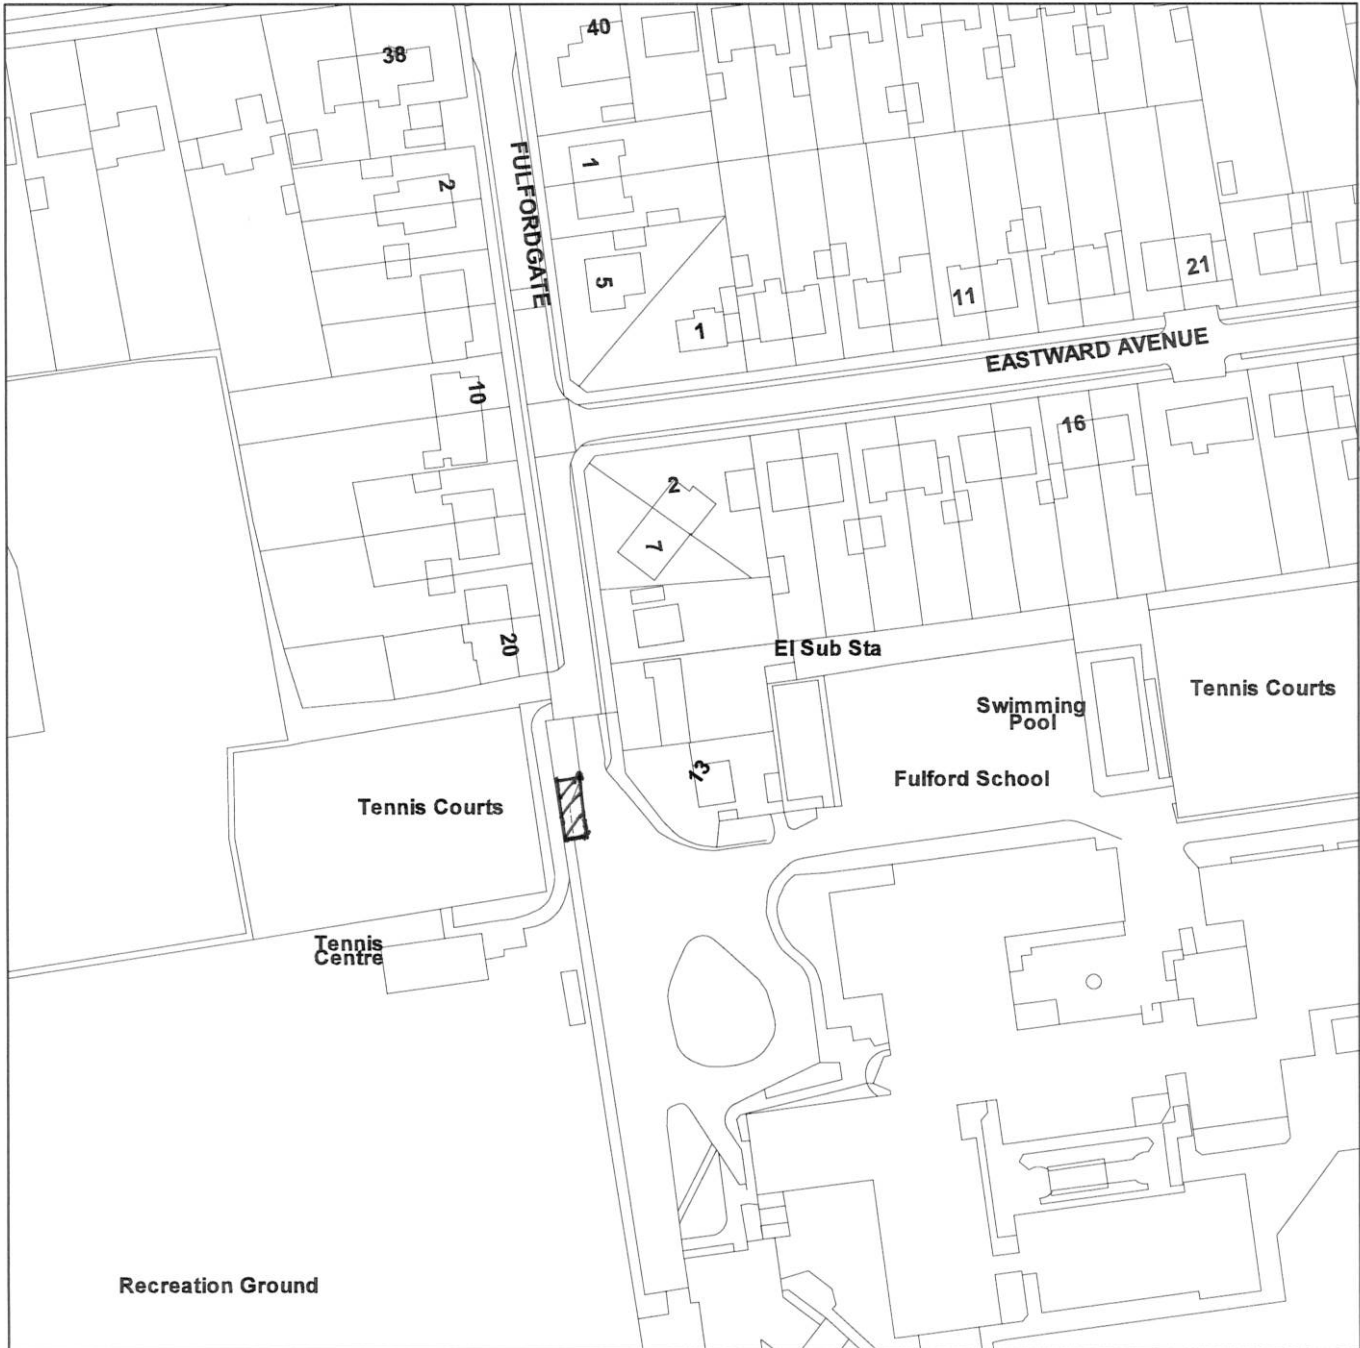 40
38
FULFORDGATE
1
2
5
21
11
1
EASTWARD AVENUE
10
16
2
7
20
El Sub Sta
Tennis Courts
Swimming
Pool
13
Fulford School
Tennis Courts
Tennis
Centre
Recreation Ground